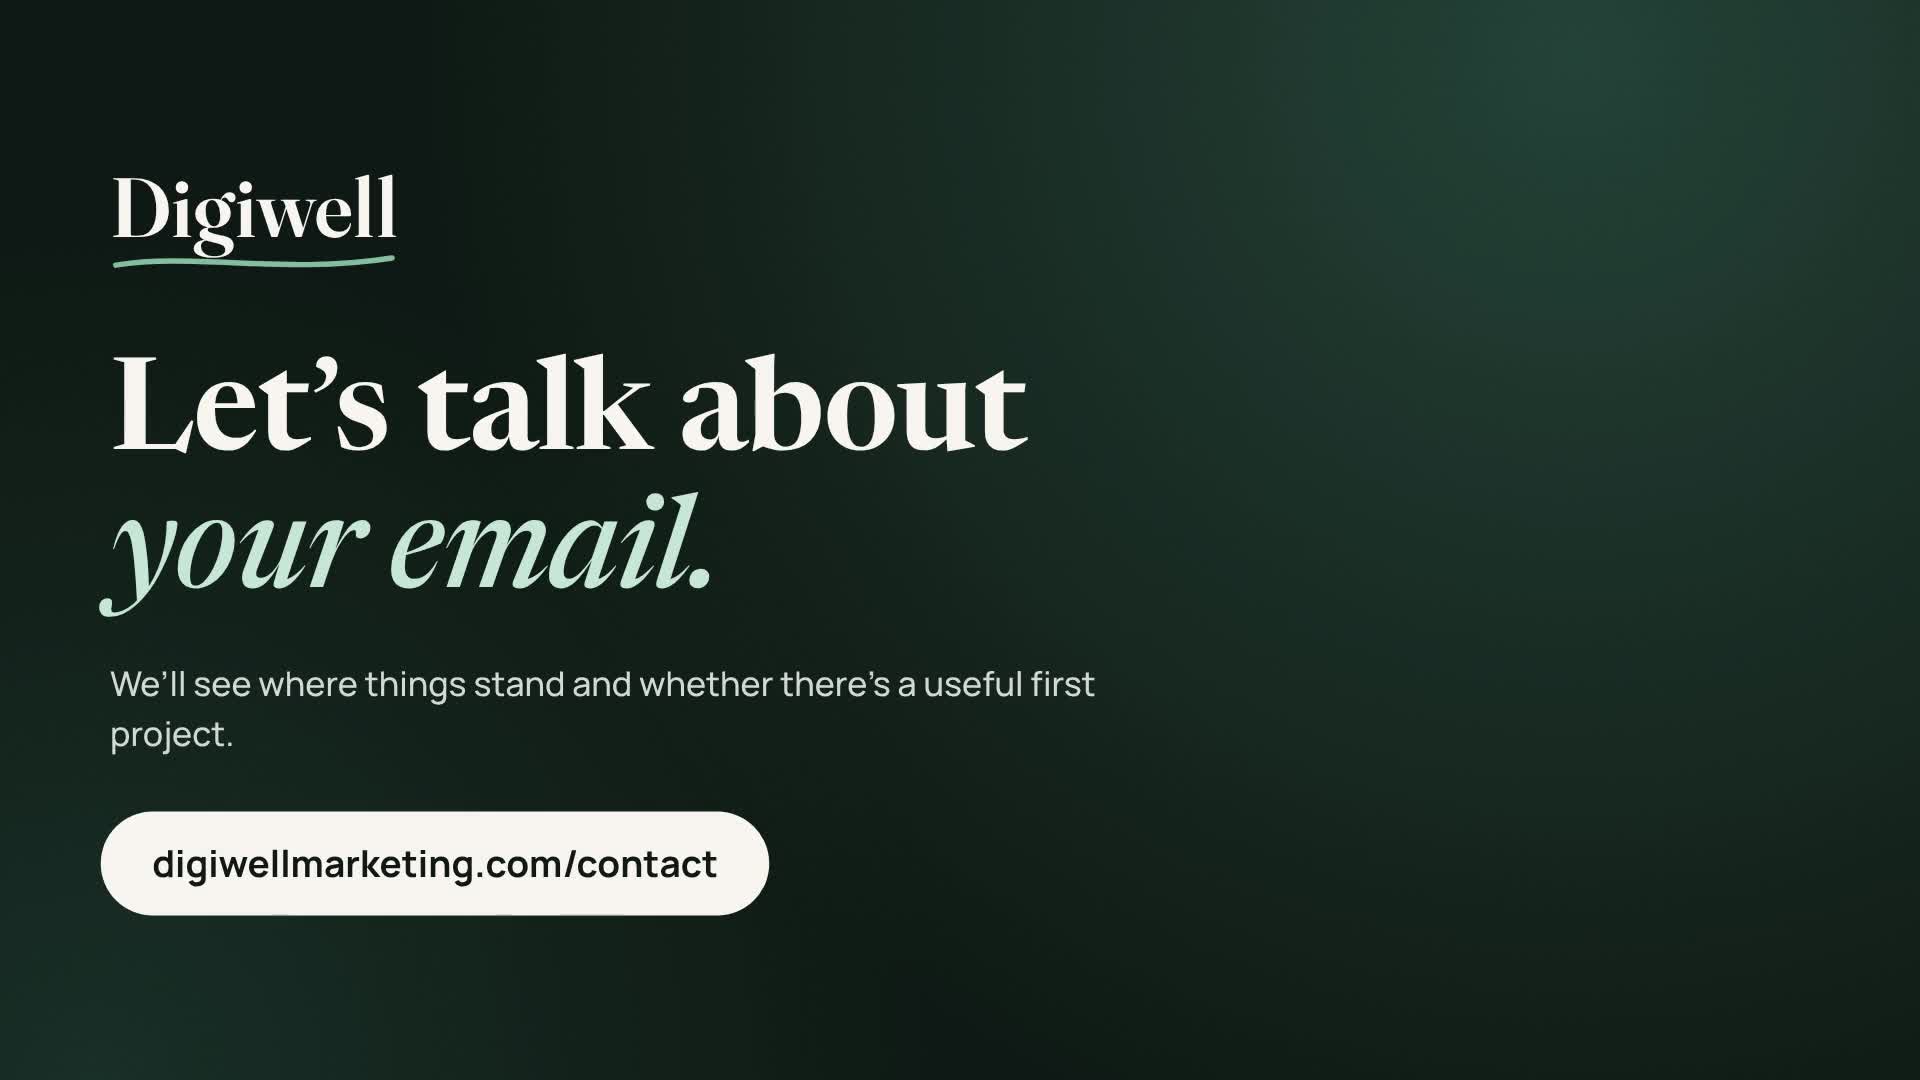 Digiwell
Let’s talk about
your email.
We’ll see where things stand and whether there’s a useful first
project.
digiwellmarketing.com/contact